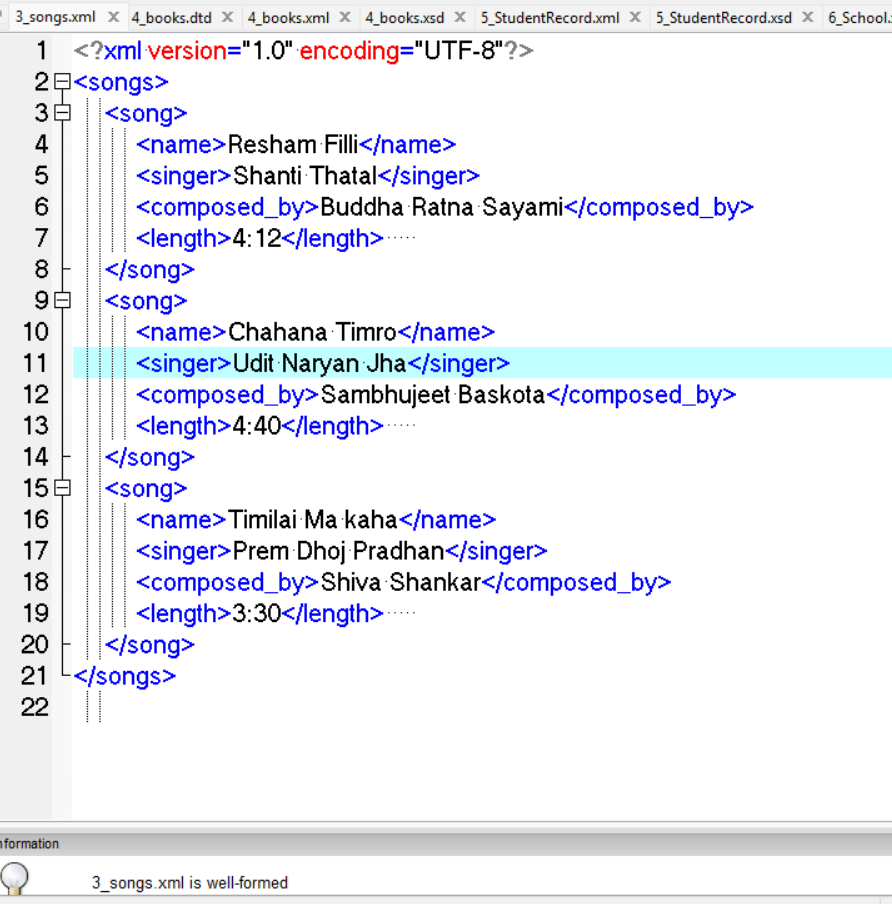 3_songs.xml X 4_books.dtd X 4_books.xml X 4_books.xsd X 5_StudentRecord.xml X 5_StudentRecord.xsd X 6_School.
1 <?xml version="1.0" encoding="UTF-8"?>
2 <songs>
3 <song>
4 <name>Resham Filli</name>
5 <singer>Shanti Thatal</singer>
6 <composed_by>Buddha Ratna Sayami</composed_by>
7 <length>4:12</length>
8 </song>
9 <song>
10 <name>Chahana Timro</name>
11 <singer>Udit Naryan Jha</singer>
12 <composed_by>Sambhujeet Baskota</composed_by>
13 <length>4:40</length>
14 </song>
15 <song>
16 <name>Timilai Ma kaha</name>
17 <singer>Prem Dhoj Pradhan</singer>
18 <composed_by>Shiva Shankar</composed_by>
19 <length>3:30</length>
20 </song>
21 </songs>
22
nformation
3_songs.xml is well-formed